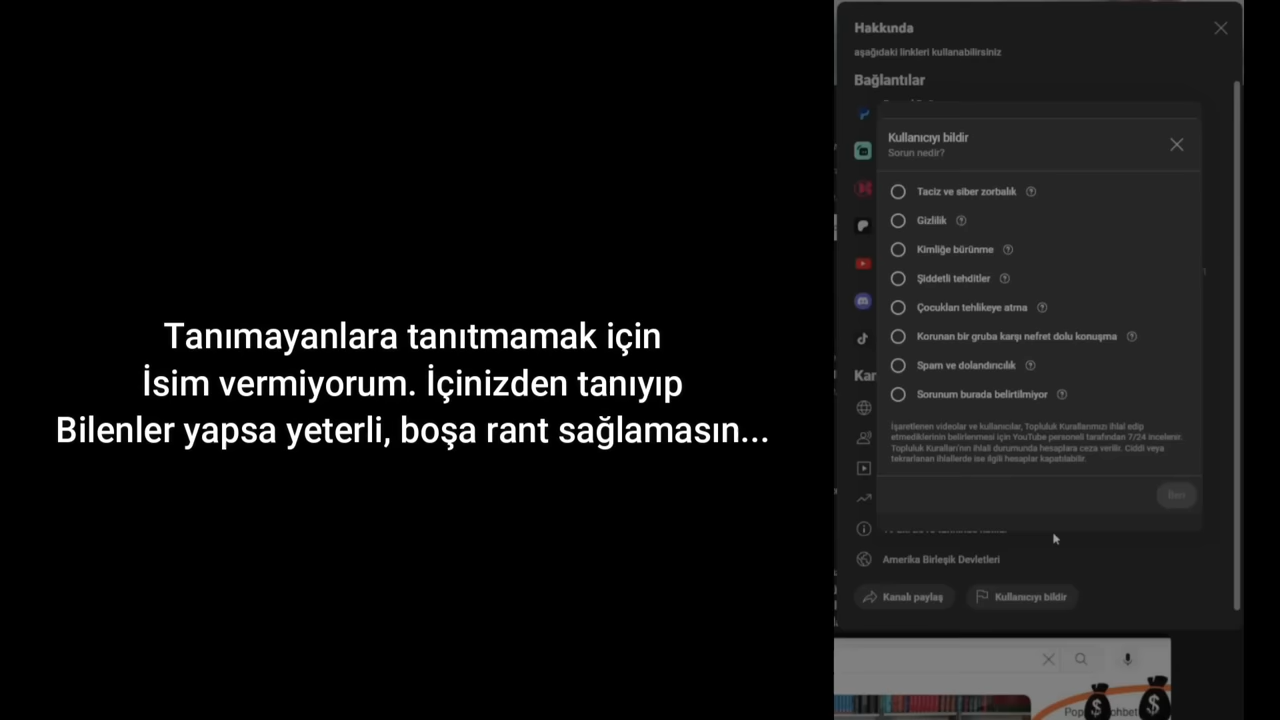 Tanımayanlara tanıtmamak için
İsim vermiyorum. İçinizden tanıyıp
Bilenler yapsa yeterli, boşa rant sağlamasın...
Hakkında
aşağıdaki linkleri kullanabilirsiniz
Bağlantılar
Kullanıcıyı bildir
Sorun nedir?
Taciz ve siber zorbalık
Gizlilik
Kimliğe bürünme
Şiddetli tehditler
Çocukları tehlikeye atma
Korunan bir gruba karşı nefret dolu konuşma
Spam ve dolandırıcılık
Sorunum burada belirtilmiyor
Kar
İşaretlenen videolar ve kullanıcılar, Topluluk Kurallarımızı ihlal edip
etmediklerinin belirlenmesi için YouTube personeli tarafından 7/24 incelenir.
Topluluk Kuralları'nın ihlali durumunda hesaplara ceza verilir. Ciddi veya
tekrarlanan ihlallerde ise ilgili hesaplar kapatılabilir.
İleri
Amerika Birleşik Devletleri
Kanalı paylaş
Kullanıcıyı bildir